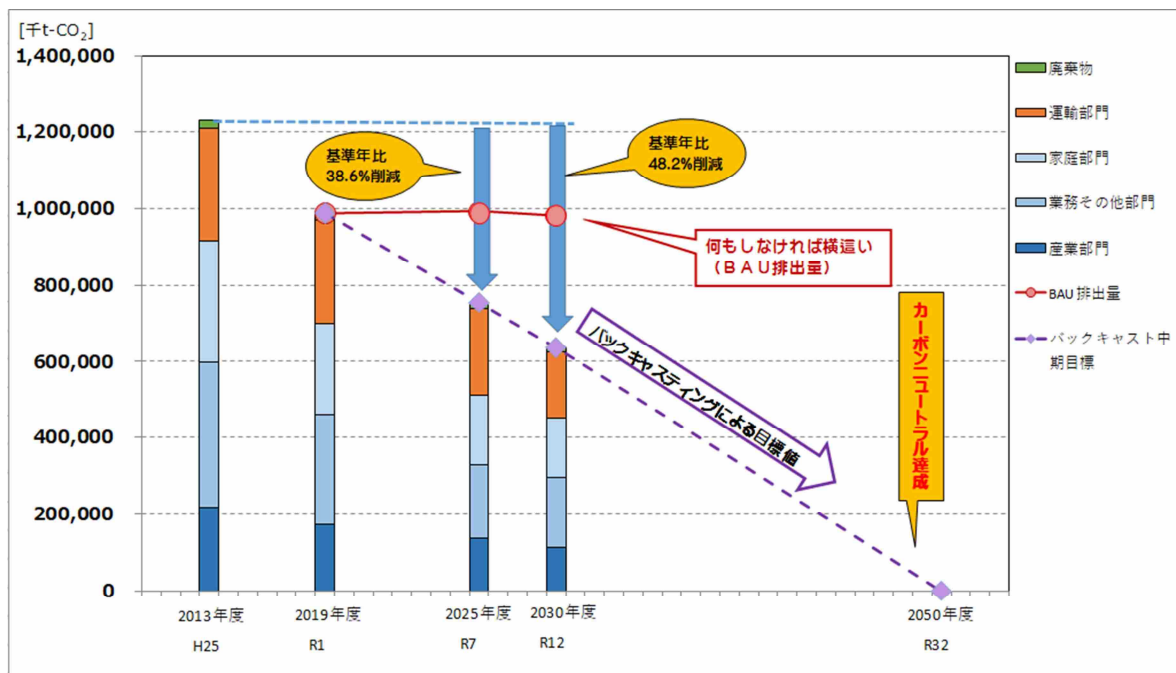 [千t-CO₂]
1,400,000
1,200,000
1,000,000
800,000
600,000
400,000
200,000
0
基準年比
38.6%削減
基準年比
48.2%削減
何もしなければ横這い
（ＢＡＵ排出量）
バックキャスティングによる目標値
カーボンニュートラル達成
2013年度
H25
2019年度
R1
2025年度
R7
2030年度
R12
2050年度
R32
廃棄物
運輸部門
家庭部門
業務その他部門
産業部門
BAU排出量
バックキャスト中
期目標